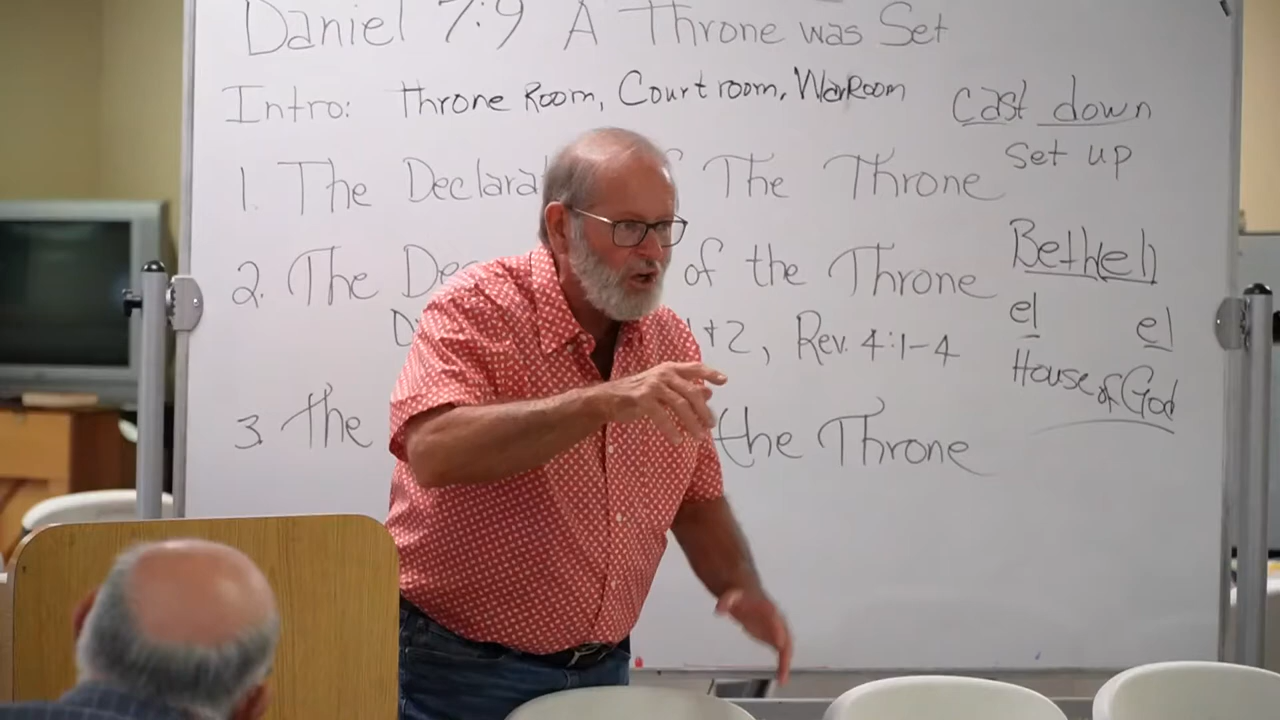 Daniel 7:9 A Throne was Set
Intro: Throne Room, Courtroom, WarRoom
cast down
set up
1. The Declara The Throne
2. The De of the Throne
1+2, Rev. 4:1-4
3. The the Throne
Bethel
el el
House of God